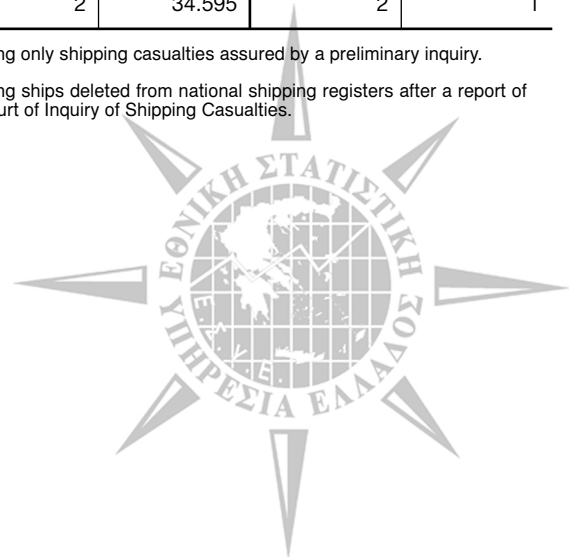 2 34.595 2 1
ng only shipping casualties assured by a preliminary inquiry.
ng ships deleted from national shipping registers after a report of
urt of Inquiry of Shipping Casualties.
ΕΘΝΙΚΗ ΣΤΑΤΙΣΤΙΚΗ
ΥΠΗΡΕΣΙΑ ΕΛΛΑΔΟΣ
Ε.Σ.Υ.Ε.